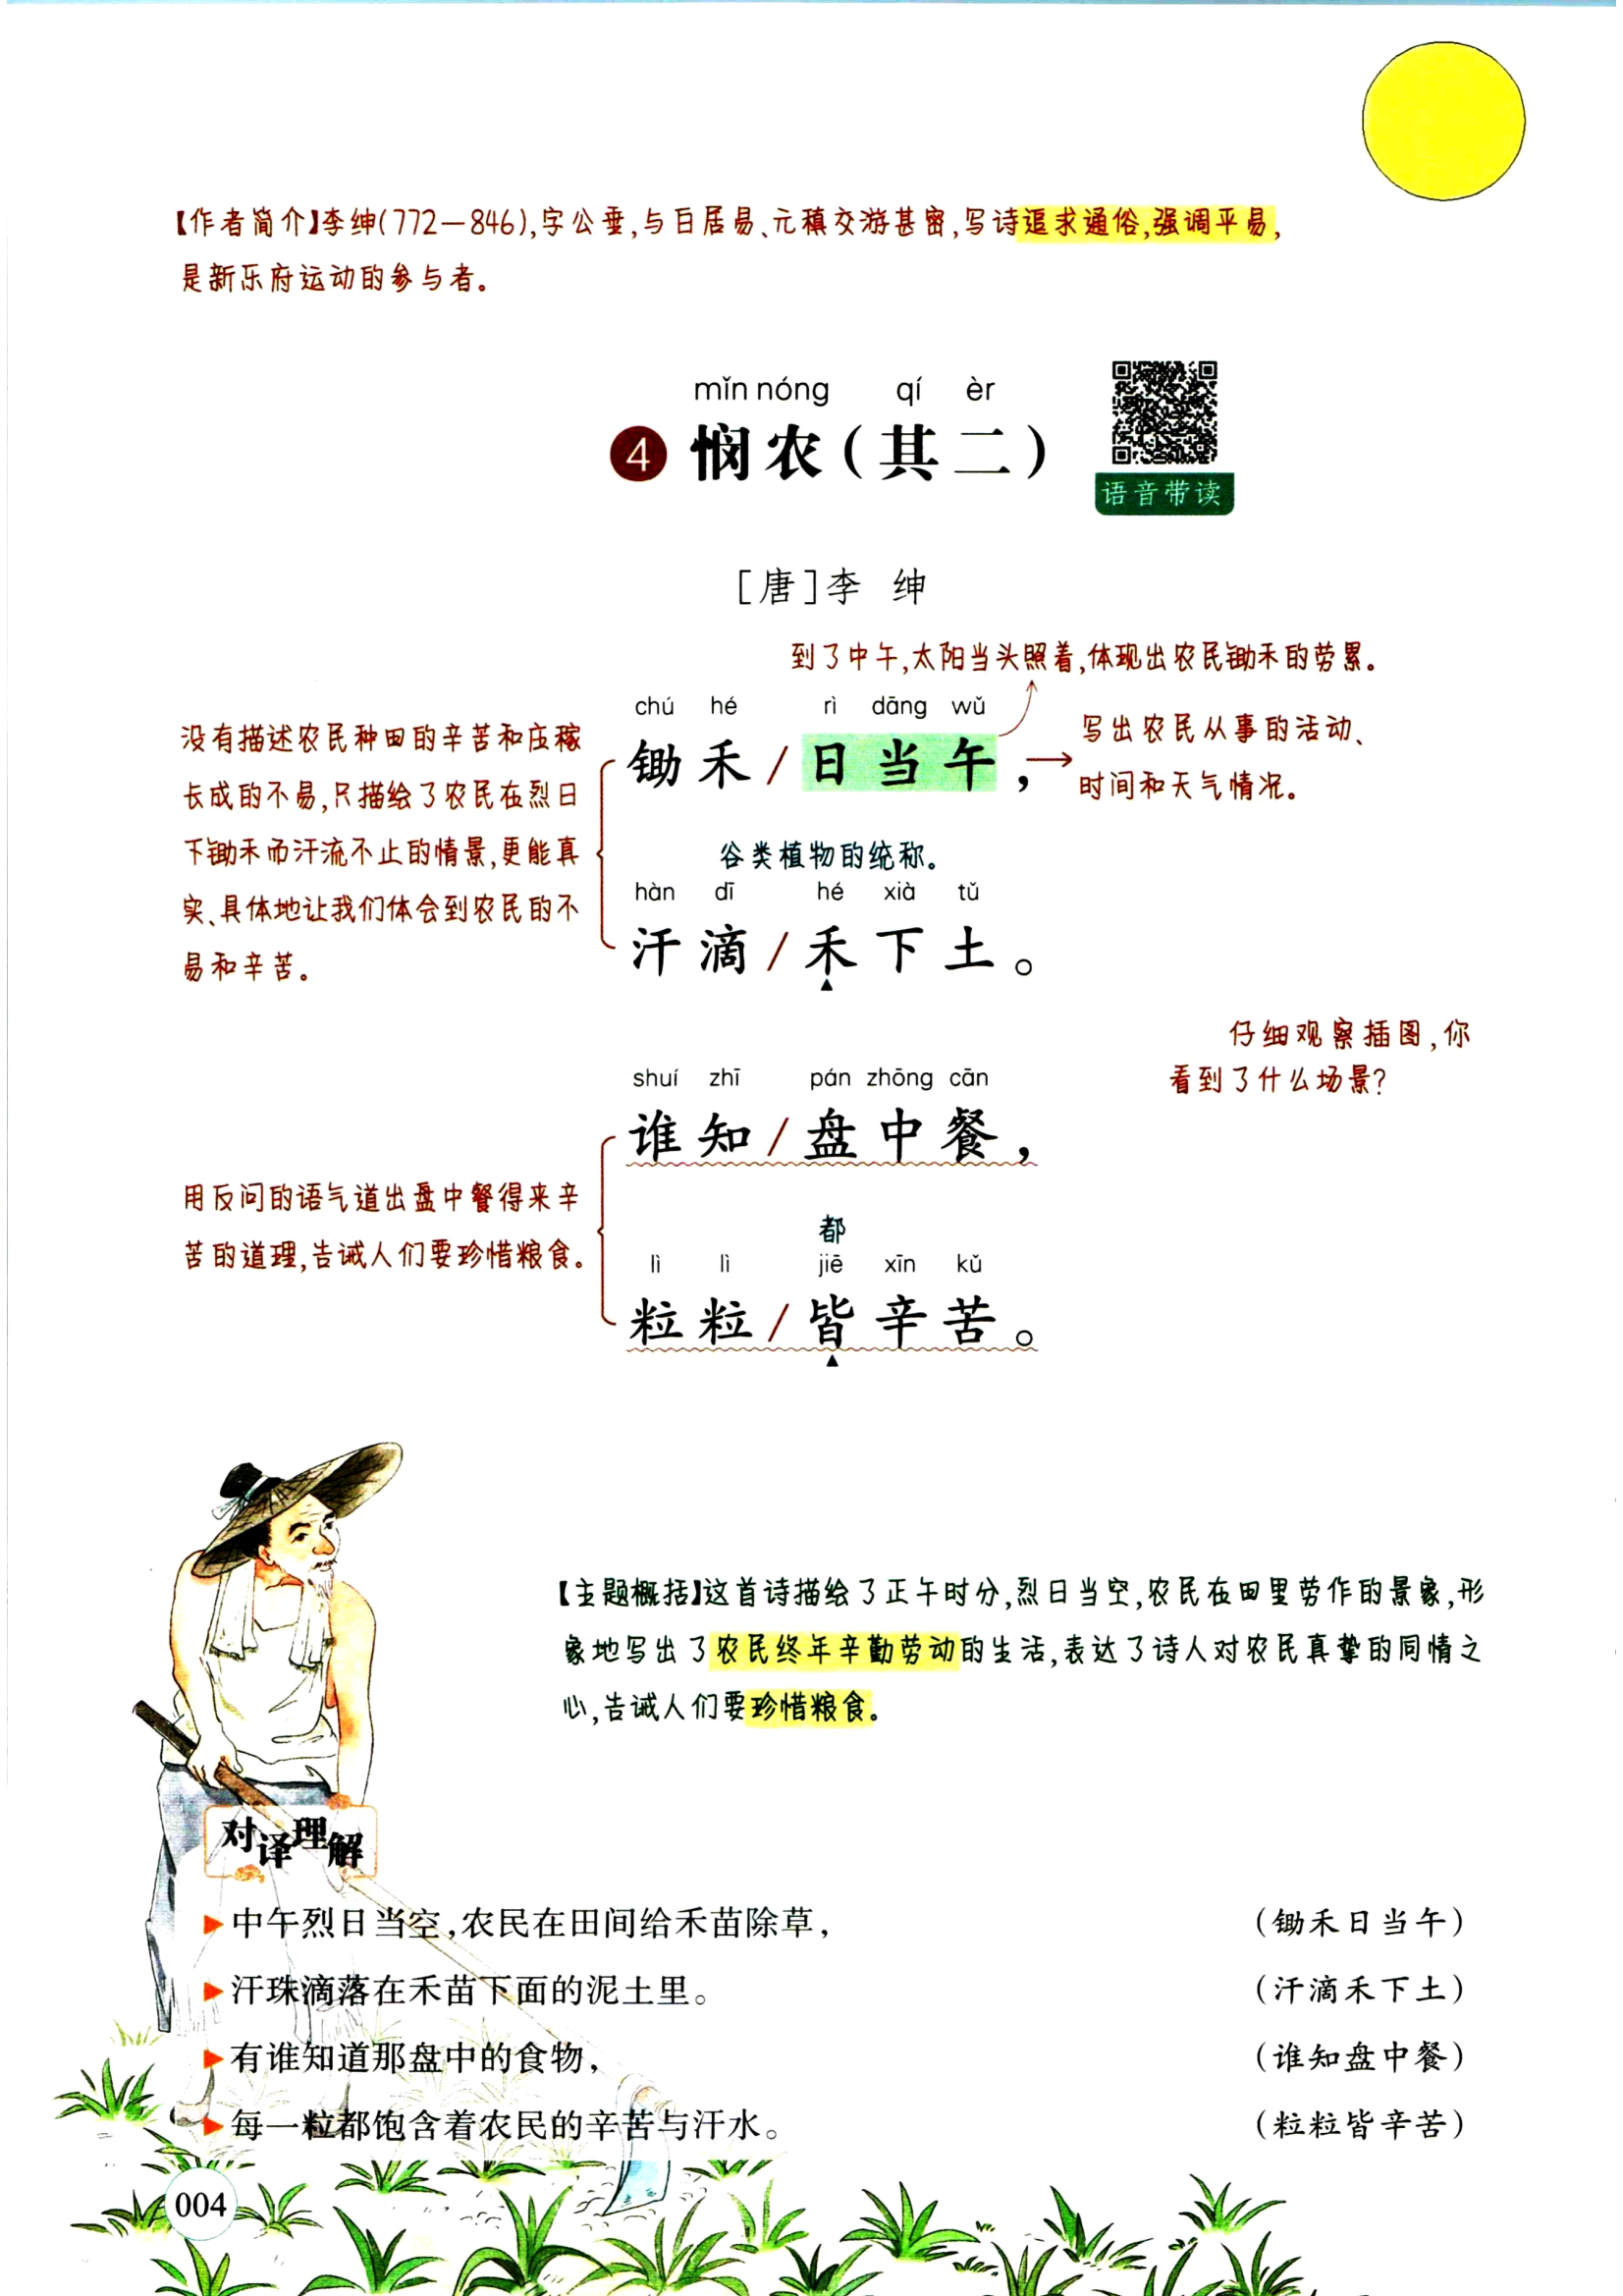 【作者简介】李绅(772—846),字公垂,与白居易、元稹交游甚密,写诗追求通俗,强调平易,
是新乐府运动的参与者。
mǐn nóng qí èr
4 悯农(其二)
语音带读
[唐]李 绅
到了中午,太阳当头照着,体现出农民锄禾的劳累。
chú hé rì dāng wǔ
锄禾/日当午,
写出农民从事的活动、
时间和天气情况。
没有描述农民种田的辛苦和庄稼
长成的不易,只描绘了农民在烈日
下锄禾而汗流不止的情景,更能真
实、具体地让我们体会到农民的不
易和辛苦。
谷类植物的统称。
hàn dī hé xià tǔ
汗滴/禾下土。
仔细观察插图,你
看到了什么场景?
shuí zhī pán zhōng cān
谁知/盘中餐,
用反问的语气道出盘中餐得来辛
苦的道理,告诫人们要珍惜粮食。
都
lì lì jiē xīn kǔ
粒粒/皆辛苦。
【主题概括】这首诗描绘了正午时分,烈日当空,农民在田里劳作的景象,形
象地写出了农民终年辛勤劳动的生活,表达了诗人对农民真挚的同情之
心,告诫人们要珍惜粮食。
对译理解
▶中午烈日当空,农民在田间给禾苗除草, (锄禾日当午)
▶汗珠滴落在禾苗下面的泥土里。 (汗滴禾下土)
▶有谁知道那盘中的食物, (谁知盘中餐)
▶每一粒都饱含着农民的辛苦与汗水。 (粒粒皆辛苦)
004